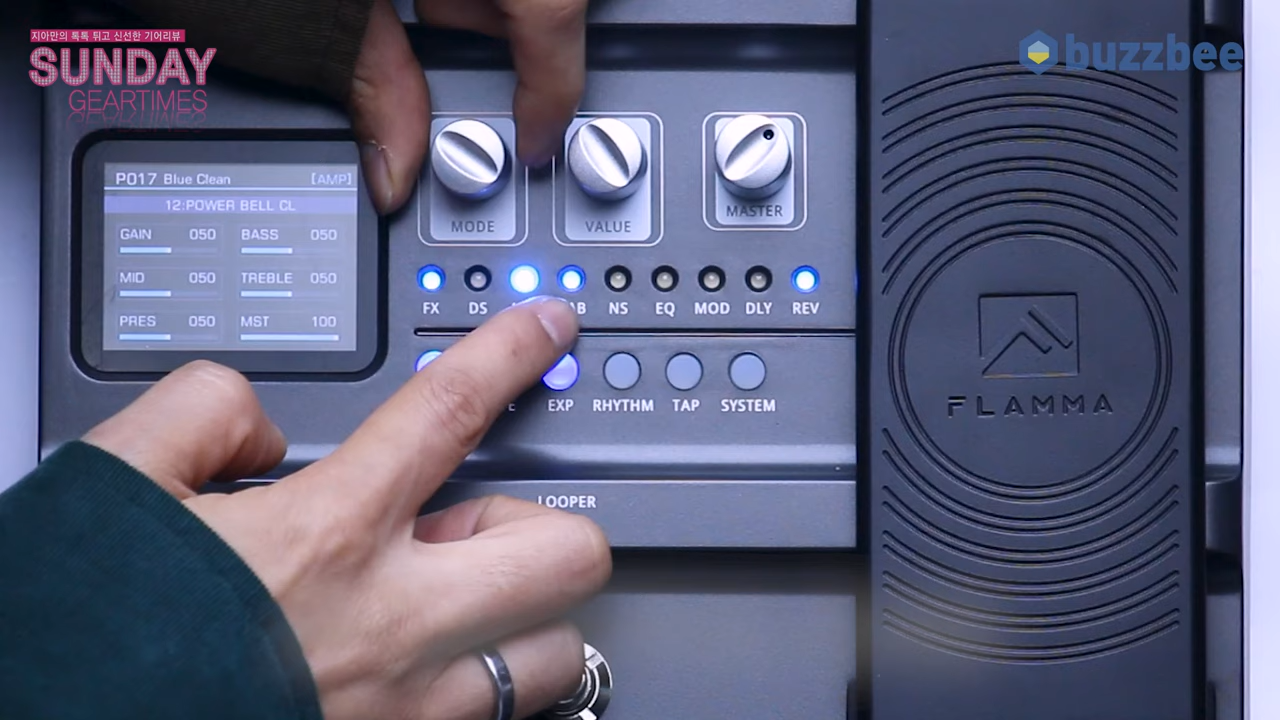 지아만의 톡톡 튀고 신선한 기어리뷰
SUNDAY
GEARTIMES
buzzbee
P017 Blue Clean [AMP]
12:POWER BELL CL
GAIN 050 BASS 050
MID 050 TREBLE 050
PRES 050 MST 100
MODE VALUE MASTER
FX DS NS EQ MOD DLY REV
EXP RHYTHM TAP SYSTEM
LOOPER
FLAMMA